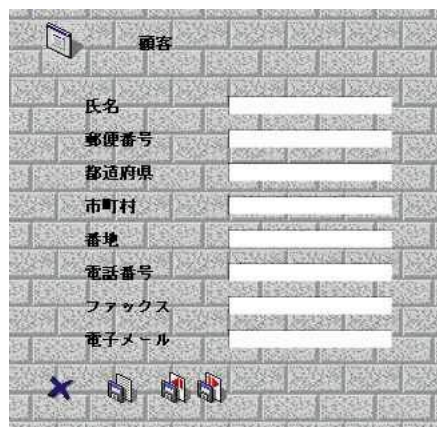 顧客
氏名
郵便番号
都道府県
市町村
番地
電話番号
ファックス
電子メール